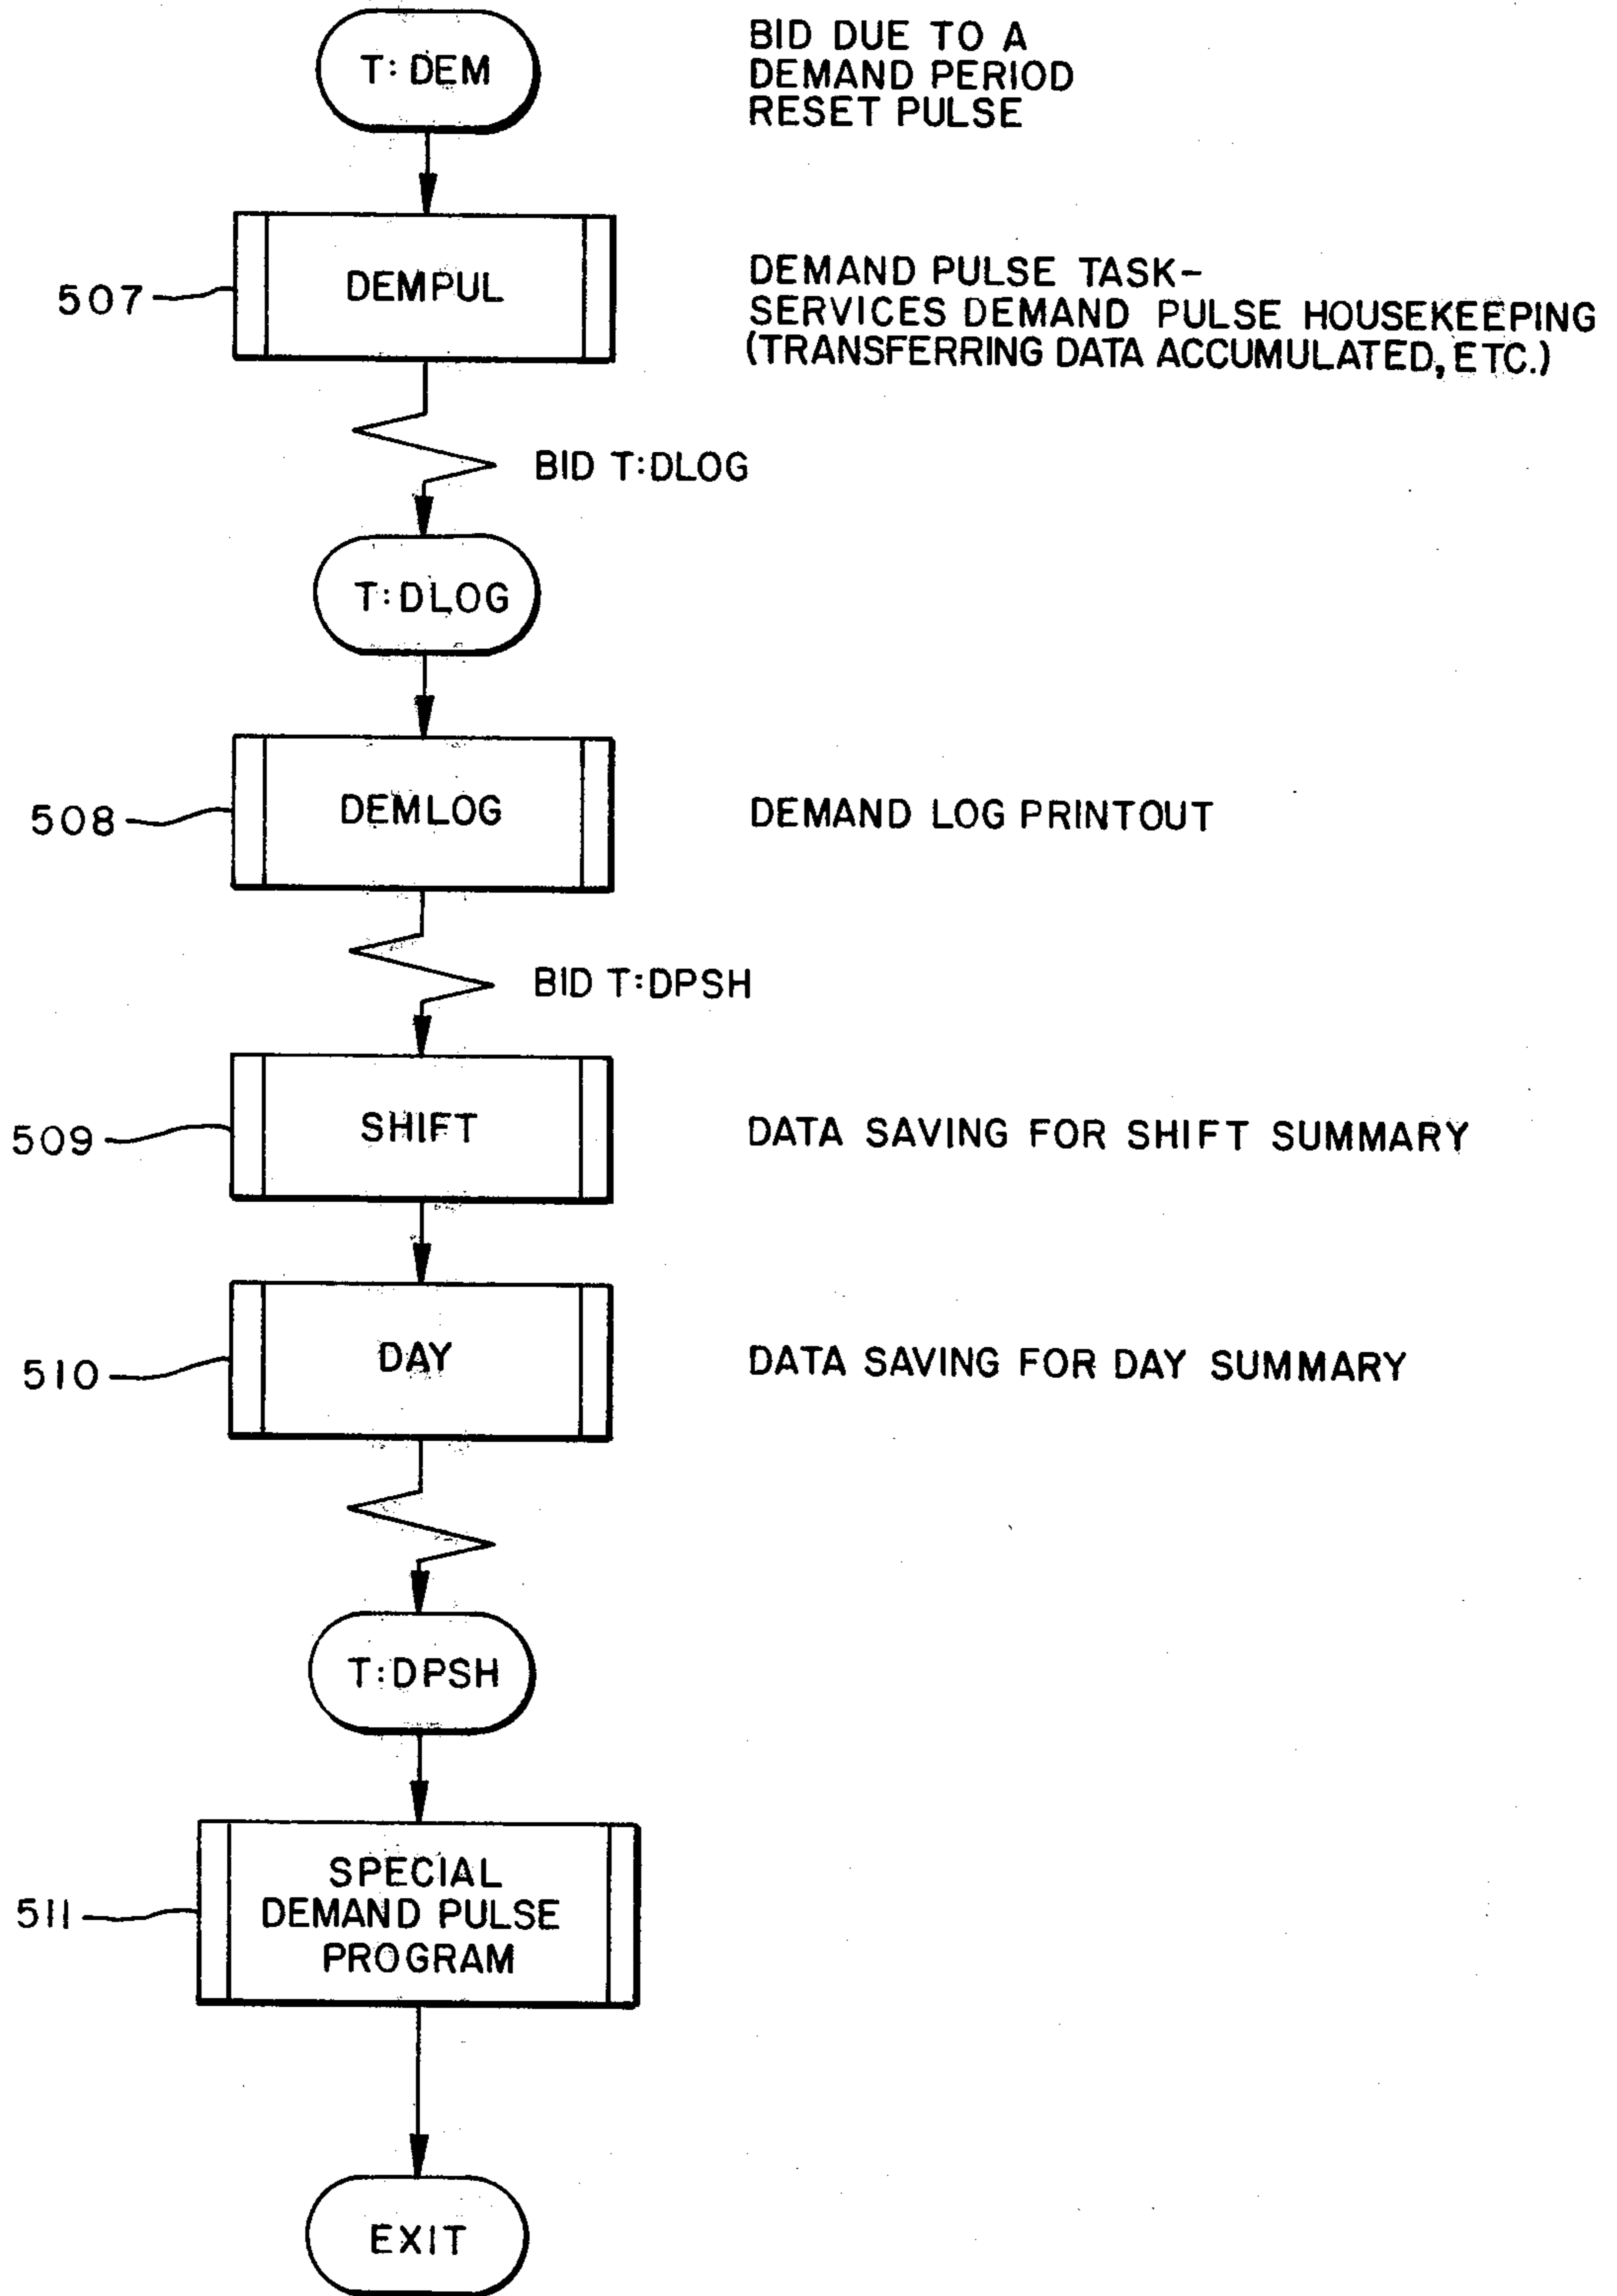 T: DEM
BID DUE TO A
DEMAND PERIOD
RESET PULSE
507
DEMPUL
DEMAND PULSE TASK-
SERVICES DEMAND PULSE HOUSEKEEPING
(TRANSFERRING DATA ACCUMULATED, ETC.)
BID T:DLOG
T:DLOG
508
DEMLOG
DEMAND LOG PRINTOUT
BID T:DPSH
509
SHIFT
DATA SAVING FOR SHIFT SUMMARY
510
DAY
DATA SAVING FOR DAY SUMMARY
T:DPSH
511
SPECIAL
DEMAND PULSE
PROGRAM
EXIT